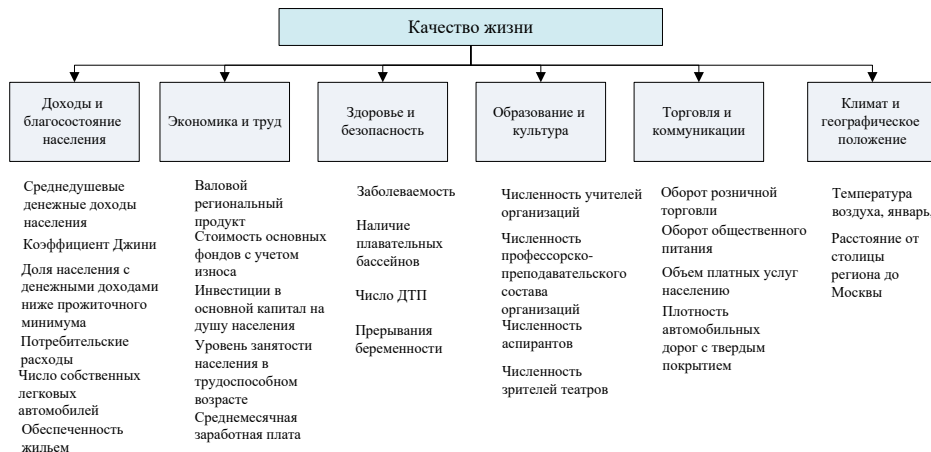 Качество жизни
Доходы и
благосостояние
населения
Экономика и труд
Здоровье и
безопасность
Образование и
культура
Торговля и
коммуникации
Климат и
географическое
положение
Среднедушевые
денежные доходы
населения
Коэффициент Джини
Доля населения с
денежными доходами
ниже прожиточного
минимума
Потребительские
расходы
Число собственных
легковых
автомобилей
Обеспеченность
жильем
Валовой
региональный
продукт
Стоимость основных
фондов с учетом
износа
Инвестиции в
основной капитал на
душу населения
Уровень занятости
населения в
трудоспособном
возрасте
Среднемесячная
заработная плата
Заболеваемость
Наличие
плавательных
бассейнов
Число ДТП
Прерывания
беременности
Численность учителей
организаций
Численность
профессорско-
преподавательского
состава
организаций
Численность
аспирантов
Численность
зрителей театров
Оборот розничной
торговли
Оборот общественного
питания
Объем платных услуг
населению
Плотность
автомобильных
дорог с твердым
покрытием
Температура
воздуха, январь.
Расстояние от
столицы
региона до
Москвы